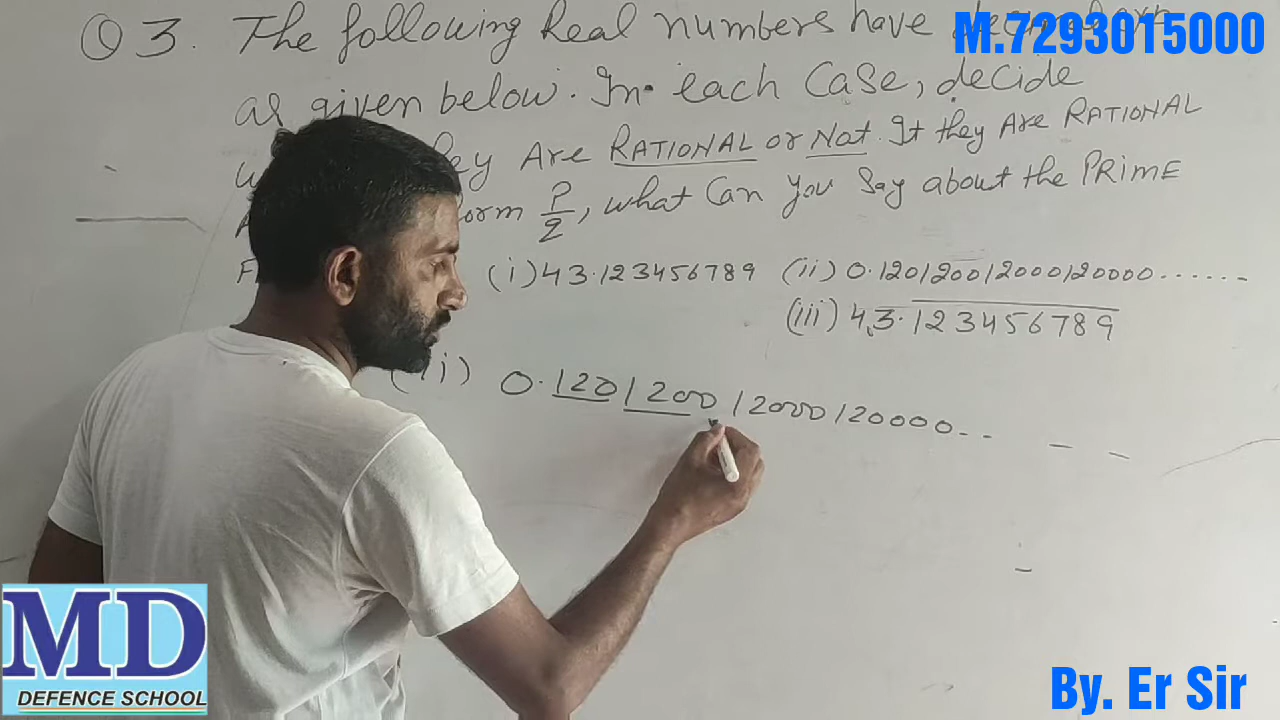 Q 3. The following Real numbers have
M.7293015000
as given below. In each Case, decide
Are RATIONAL or Not. If they Are RATIONAL
form P/q, what Can You Say about the PRIME
(i) 43.123456789 (ii) 0.120120012000120000.......
(iii) 43.123456789
0.120120012000120000.. _ _
MD
DEFENCE SCHOOL
By. Er Sir